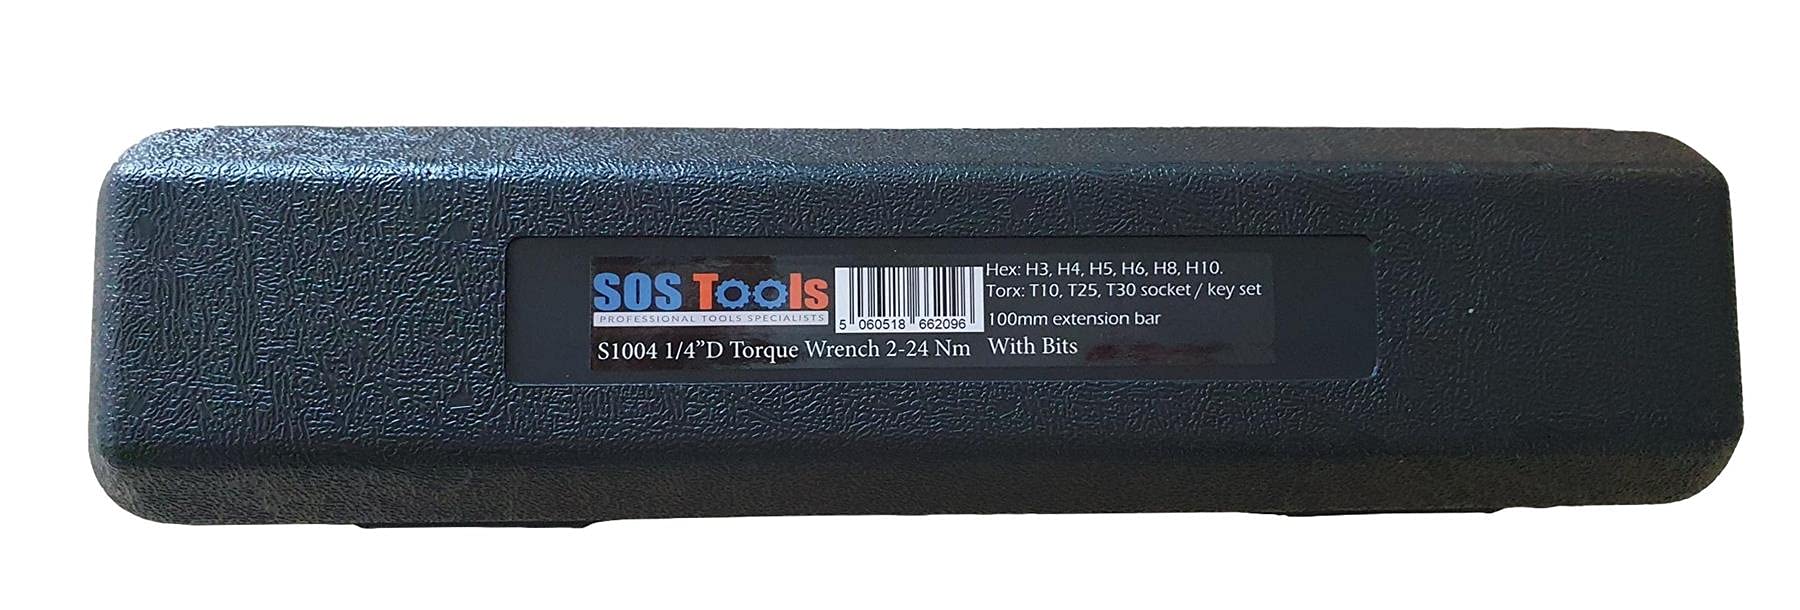 SOS Tools
PROFESSIONAL TOOLS SPECIALISTS
5 060518 662096
S1004 1/4”D Torque Wrench 2-24 Nm
Hex: H3, H4, H5, H6, H8, H10.
Torx: T10, T25, T30 socket / key set
100mm extension bar
With Bits